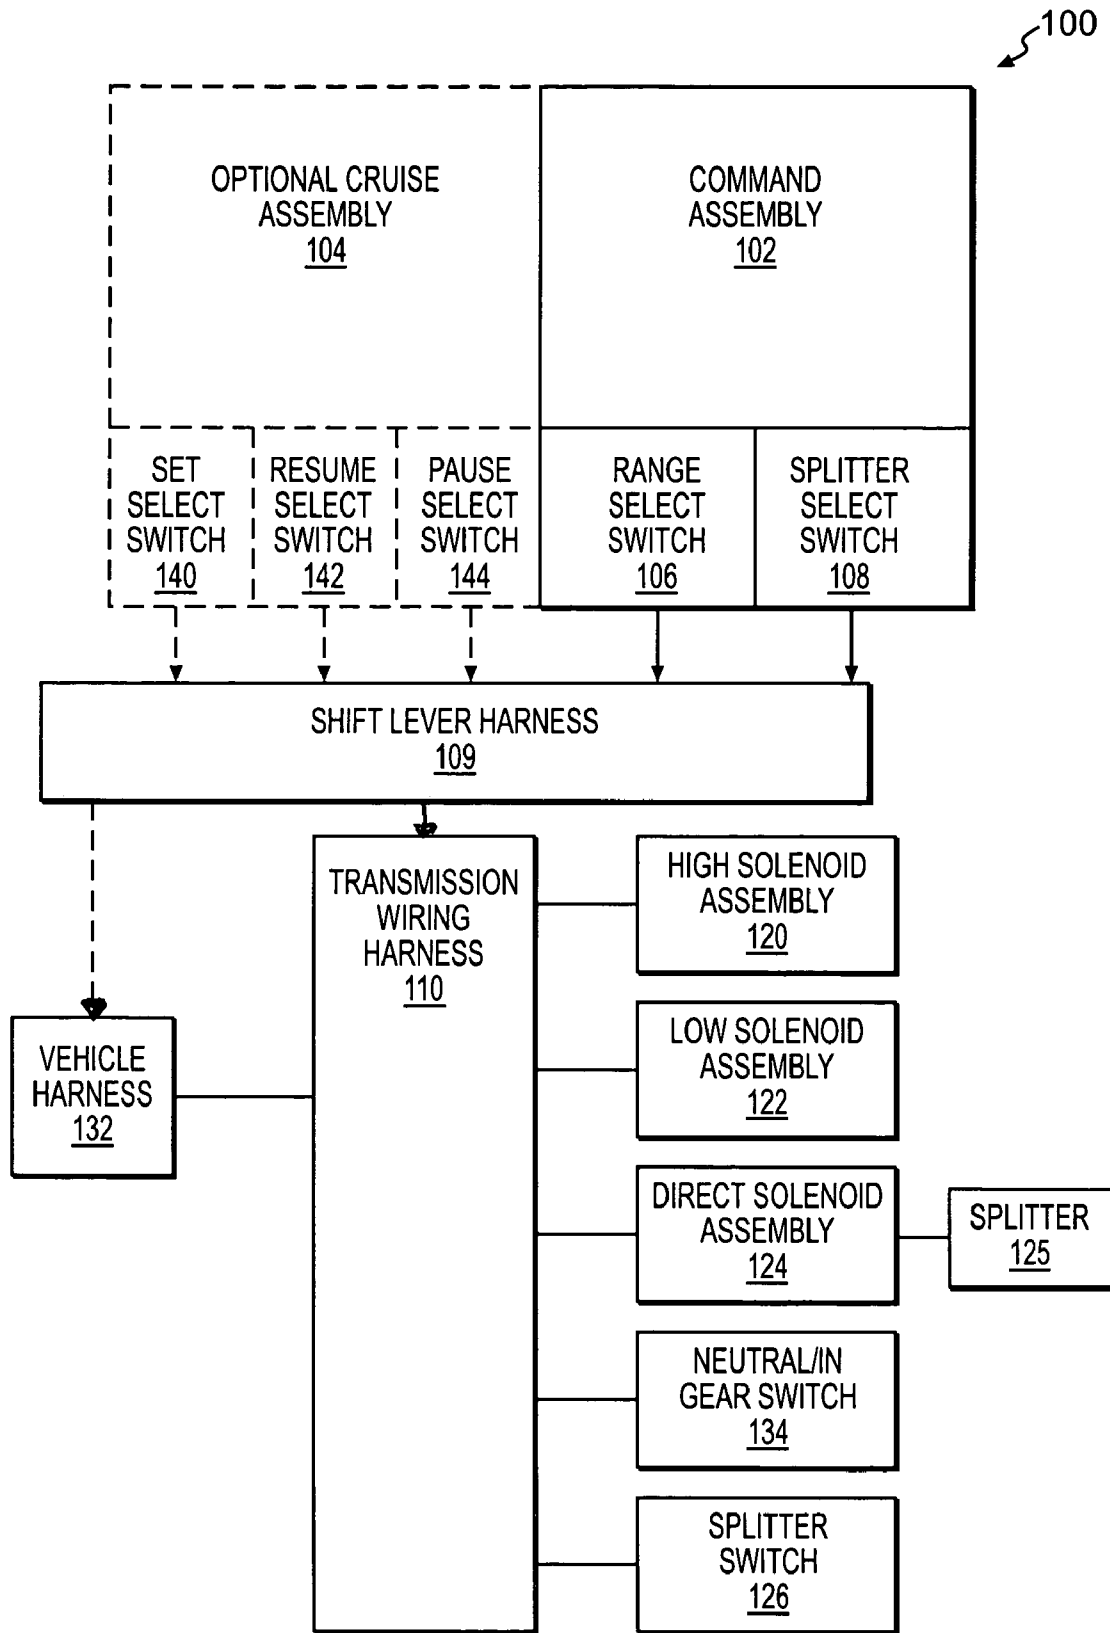 100
OPTIONAL CRUISE
ASSEMBLY
104
COMMAND
ASSEMBLY
102
SET
SELECT
SWITCH
140
RESUME
SELECT
SWITCH
142
PAUSE
SELECT
SWITCH
144
RANGE
SELECT
SWITCH
106
SPLITTER
SELECT
SWITCH
108
SHIFT LEVER HARNESS
109
TRANSMISSION
WIRING
HARNESS
110
HIGH SOLENOID
ASSEMBLY
120
LOW SOLENOID
ASSEMBLY
122
VEHICLE
HARNESS
132
DIRECT SOLENOID
ASSEMBLY
124
SPLITTER
125
NEUTRAL/IN
GEAR SWITCH
134
SPLITTER
SWITCH
126